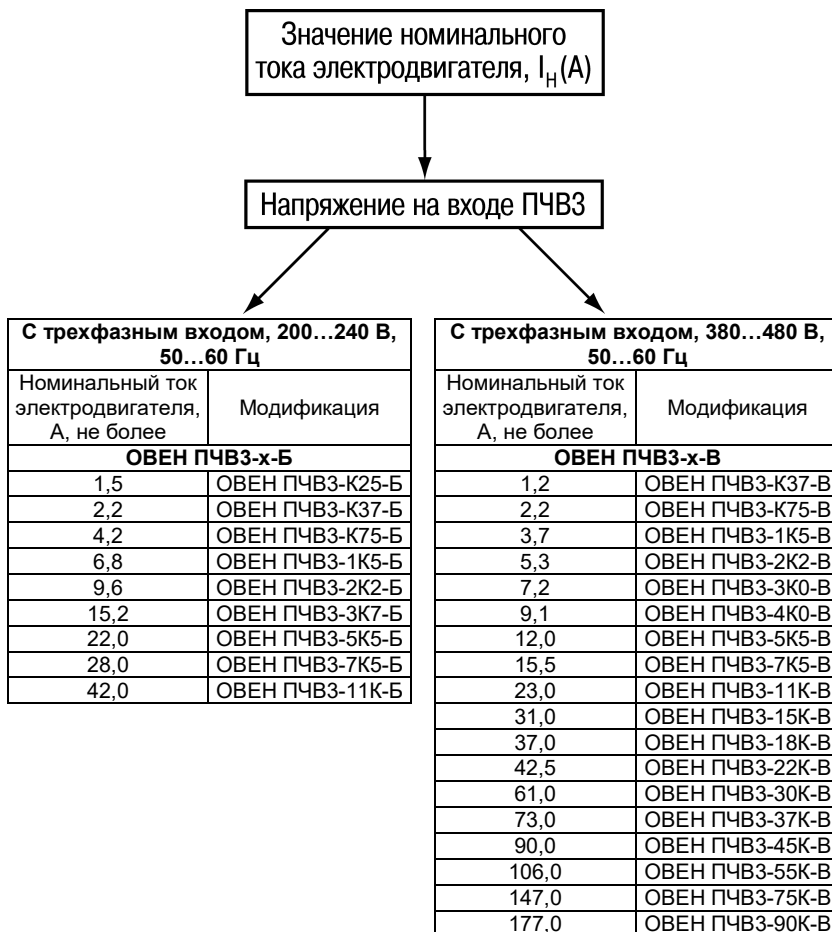 Значение номинального
тока электродвигателя, Iн(А)
Напряжение на входе ПЧВ3
С трехфазным входом, 200…240 В,
50…60 Гц
Номинальный ток
электродвигателя,
А, не более
Модификация
ОВЕН ПЧВ3-х-Б
1,5 ОВЕН ПЧВ3-К25-Б
2,2 ОВЕН ПЧВ3-К37-Б
4,2 ОВЕН ПЧВ3-К75-Б
6,8 ОВЕН ПЧВ3-1К5-Б
9,6 ОВЕН ПЧВ3-2К2-Б
15,2 ОВЕН ПЧВ3-3К7-Б
22,0 ОВЕН ПЧВ3-5К5-Б
28,0 ОВЕН ПЧВ3-7К5-Б
42,0 ОВЕН ПЧВ3-11К-Б
С трехфазным входом, 380…480 В,
50…60 Гц
Номинальный ток
электродвигателя,
А, не более
Модификация
ОВЕН ПЧВ3-х-В
1,2 ОВЕН ПЧВ3-К37-В
2,2 ОВЕН ПЧВ3-К75-В
3,7 ОВЕН ПЧВ3-1К5-В
5,3 ОВЕН ПЧВ3-2К2-В
7,2 ОВЕН ПЧВ3-3К0-В
9,1 ОВЕН ПЧВ3-4К0-В
12,0 ОВЕН ПЧВ3-5К5-В
15,5 ОВЕН ПЧВ3-7К5-В
23,0 ОВЕН ПЧВ3-11К-В
31,0 ОВЕН ПЧВ3-15К-В
37,0 ОВЕН ПЧВ3-18К-В
42,5 ОВЕН ПЧВ3-22К-В
61,0 ОВЕН ПЧВ3-30К-В
73,0 ОВЕН ПЧВ3-37К-В
90,0 ОВЕН ПЧВ3-45К-В
106,0 ОВЕН ПЧВ3-55К-В
147,0 ОВЕН ПЧВ3-75К-В
177,0 ОВЕН ПЧВ3-90К-В